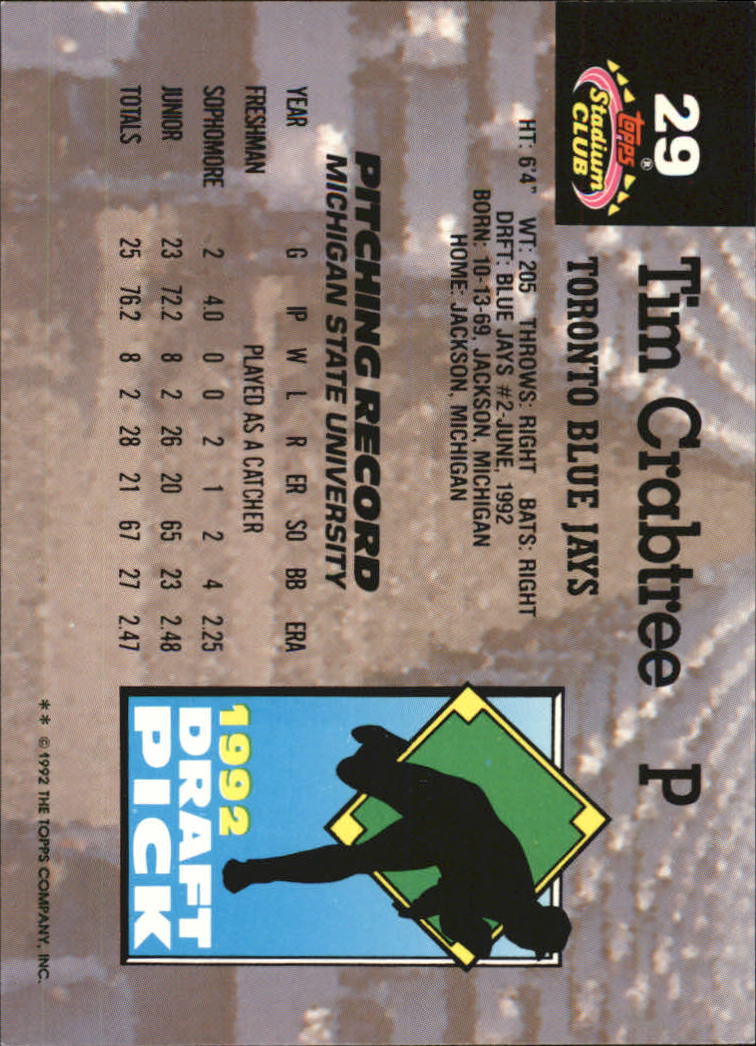 29
Tim Crabtree P
topps®
Stadium
CLUB
TORONTO BLUE JAYS
HT: 6'4" WT: 205 THROWS: RIGHT BATS: RIGHT
DRFT: BLUE JAYS #2-JUNE, 1992
BORN: 10-13-69, JACKSON, MICHIGAN
HOME: JACKSON, MICHIGAN
PITCHING RECORD
MICHIGAN STATE UNIVERSITY
YEAR G IP W L R ER SO BB ERA
FRESHMAN PLAYED AS A CATCHER
SOPHOMORE 2 4.0 0 0 2 1 2 4 2.25
JUNIOR 23 72.2 8 2 26 20 65 23 2.48
TOTALS 25 76.2 8 2 28 21 67 27 2.47
1992
DRAFT
PICK
** ©1992 THE TOPPS COMPANY, INC.